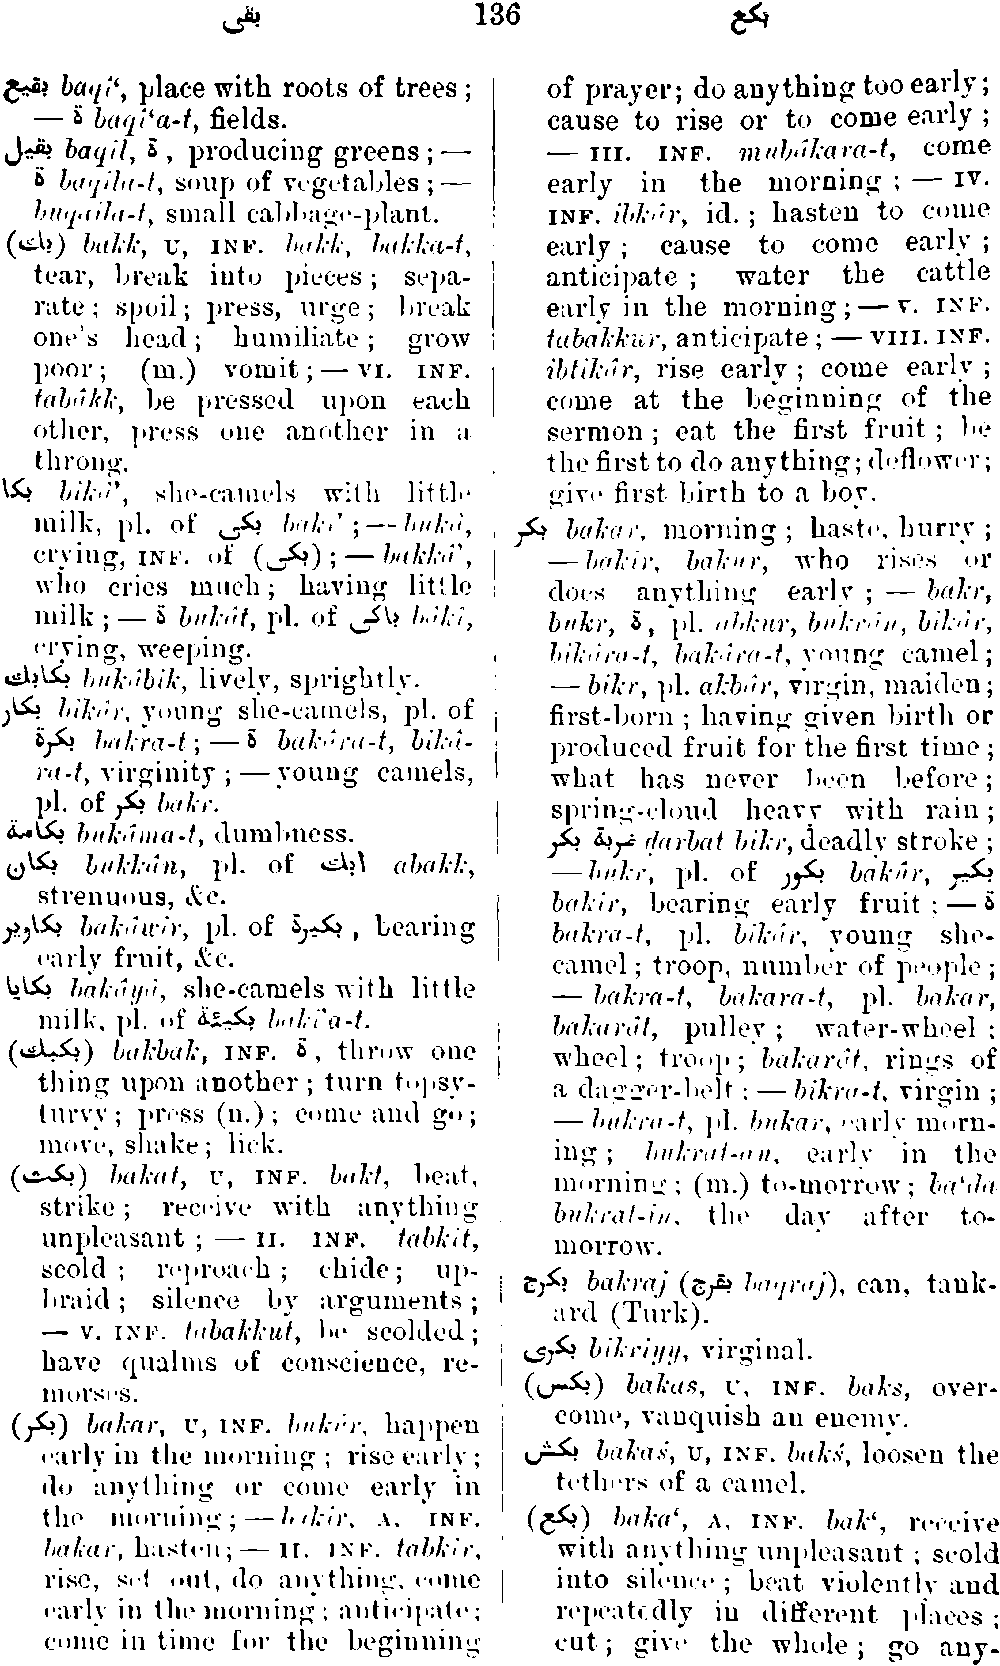 بقى 136 بكع
بقيع baqî‘, place with roots of trees ;
— ة baqî‘a-t, fields.
بقيل baqîl, ة , producing greens ; —
ة baqîla-t, soup of vegetables ; —
buqaila-t, small cabbage-plant.
(بك) bakk, U, INF. bakk, bakka-t,
tear, break into pieces ; sepa-
rate ; spoil ; press, urge ; break
one's head ; humiliate ; grow
poor ; (m.) vomit ; — VI. INF.
tabâkk, be pressed upon each
other, press one another in a
throng.
بكا bikâ’, she-camels with little
milk, pl. of بكى bakî’ ; — bukâ,
crying, INF. of (بكى) ; — bakkâ’,
who cries much ; having little
milk ; — ة bukât, pl. of باكى bâkî,
crying, weeping.
بكابك bukâbik, lively, sprightly.
بكار bikâr, young she-camels, pl. of
بكرة bakra-t ; — ة bakâra-t, bikâ-
ra-t, virginity ; — young camels,
pl. of بكر bakr.
بكامة bukâma-t, dumbness.
بكان bukkân, pl. of ابك abakk,
strenuous, &c.
بكاوير bakâwîr, pl. of بكيرة , bearing
early fruit, &c.
بكايا bakâyâ, she-camels with little
milk, pl. of بكيئة bakî’a-t.
(بكبك) bakbak, INF. ة, throw one
thing upon another ; turn topsy-
turvy ; press (n.) ; come and go ;
move, shake ; lick.
(بكت) bakat, U, INF. bakt, beat,
strike ; receive with anything
unpleasant ; — II. INF. tabkît,
scold ; reproach ; chide ; up-
braid ; silence by arguments ;
— V. INF. tabakkut, be scolded ;
have qualms of conscience, re-
morses.
(بكر) bakar, U, INF. bukûr, happen
early in the morning ; rise early ;
do anything or come early in
the morning ; — bakir, A, INF.
bakar, hasten ; — II. INF. tabkîr,
rise, set out, do anything, come
early in the morning ; anticipate ;
come in time for the beginning
of prayer ; do anything too early ;
cause to rise or to come early ;
— III. INF. mubâkara-t, come
early in the morning ; — IV.
INF. ibkâr, id. ; hasten to come
early ; cause to come early ;
anticipate ; water the cattle
early in the morning ; — V. INF.
tabakkur, anticipate ; — VIII. INF.
ibtikâr, rise early ; come early ;
come at the beginning of the
sermon ; eat the first fruit ; be
the first to do anything ; deflower ;
give first birth to a boy.
بكر bakar, morning ; haste, hurry ;
— bakir, bakur, who rises or
does anything early ; — bakr,
bukr, ة, pl. abkur, bukrân, bikâr,
bikâra-t, bakâra-t, young camel ;
— bikr, pl. akbâr, virgin, maiden ;
first-born ; having given birth or
produced fruit for the first time ;
what has never been before ;
spring-cloud heavy with rain ;
ضربة بكر ḍarbat bikr, deadly stroke ;
— bukr, pl. of بكور bakûr, بكير
bakîr, bearing early fruit ; — ة
bakra-t, pl. bikâr, young she-
camel ; troop, number of people ;
— bakra-t, bakara-t, pl. bakar,
bakarât, pulley ; water-wheel ;
wheel ; troop ; bakarât, rings of
a dagger-belt ; — bikra-t, virgin ;
— bukra-t, pl. bukar, early morn-
ing ; bukrat-an, early in the
morning ; (m.) to-morrow ; ba‘da
bukrat-in, the day after to-
morrow.
بكرج bakraj (بقرج baqraj), can, tank-
ard (Turk).
بكرى bikriyy, virginal.
(بكس) bakas, U, INF. baks, over-
come, vanquish an enemy.
بكش bakaś, U, INF. bakś, loosen the
tethers of a camel.
(بكع) baka‘, A, INF. bak‘, receive
with anything unpleasant ; scold
into silence ; beat violently and
repeatedly in different places ;
cut ; give the whole ; go any-